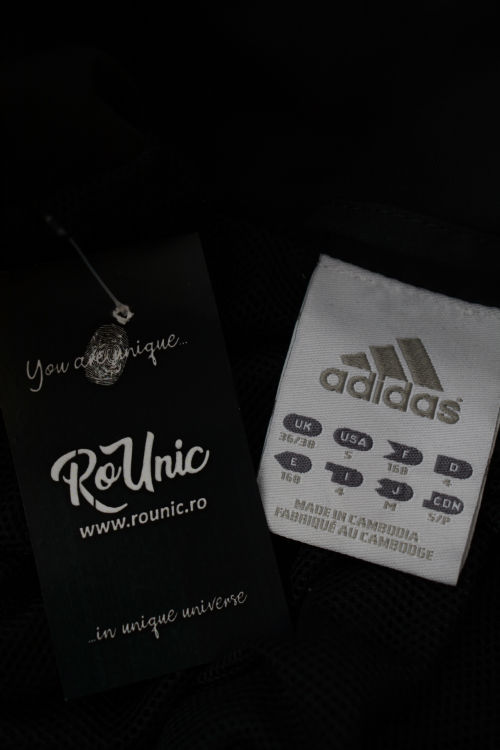 You are unique...
RoUnic
www.rounic.ro
...in unique universe
adidas
UK USA F D
36/38 S 168 4
E I J CDN
168 4 M S/P
MADE IN CAMBODIA
FABRIQUÉ AU CAMBODGE